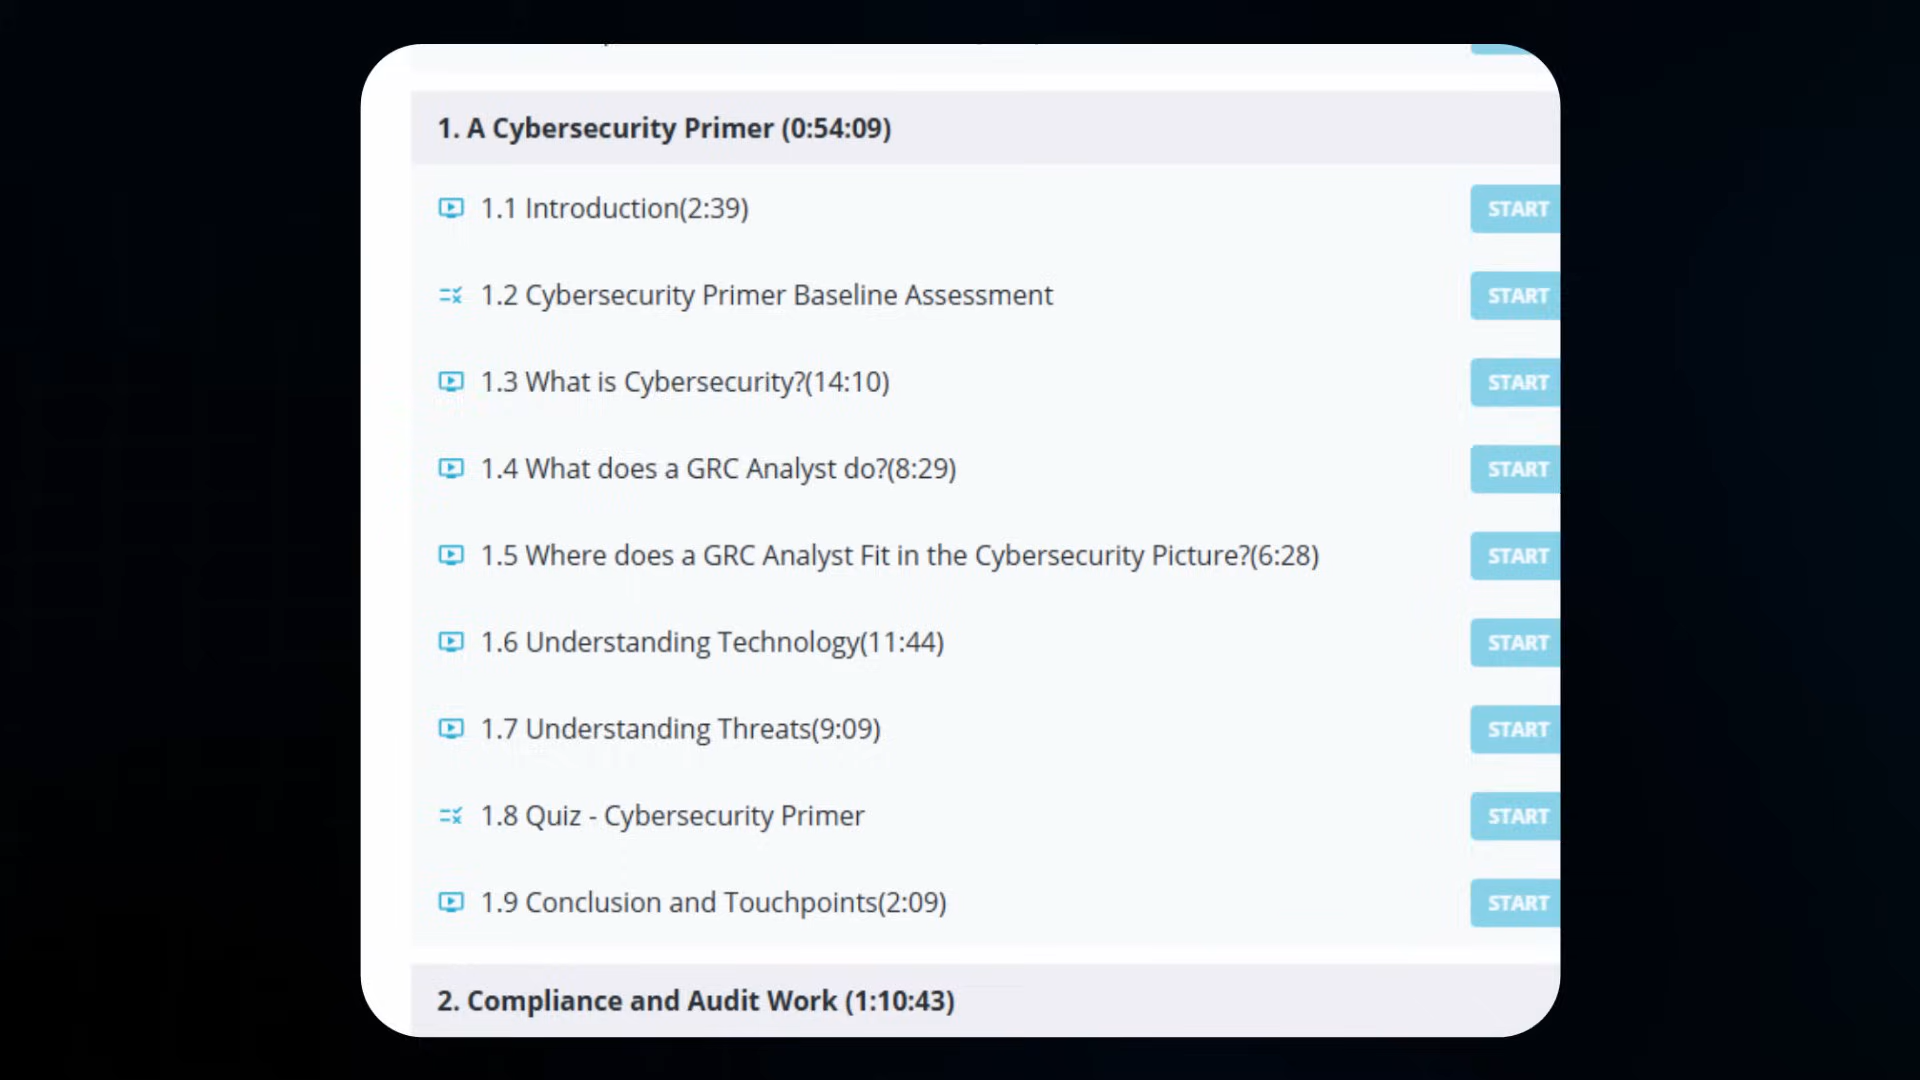 1. A Cybersecurity Primer (0:54:09)
1.1 Introduction(2:39) START
1.2 Cybersecurity Primer Baseline Assessment START
1.3 What is Cybersecurity?(14:10) START
1.4 What does a GRC Analyst do?(8:29) START
1.5 Where does a GRC Analyst Fit in the Cybersecurity Picture?(6:28) START
1.6 Understanding Technology(11:44) START
1.7 Understanding Threats(9:09) START
1.8 Quiz - Cybersecurity Primer START
1.9 Conclusion and Touchpoints(2:09) START
2. Compliance and Audit Work (1:10:43)